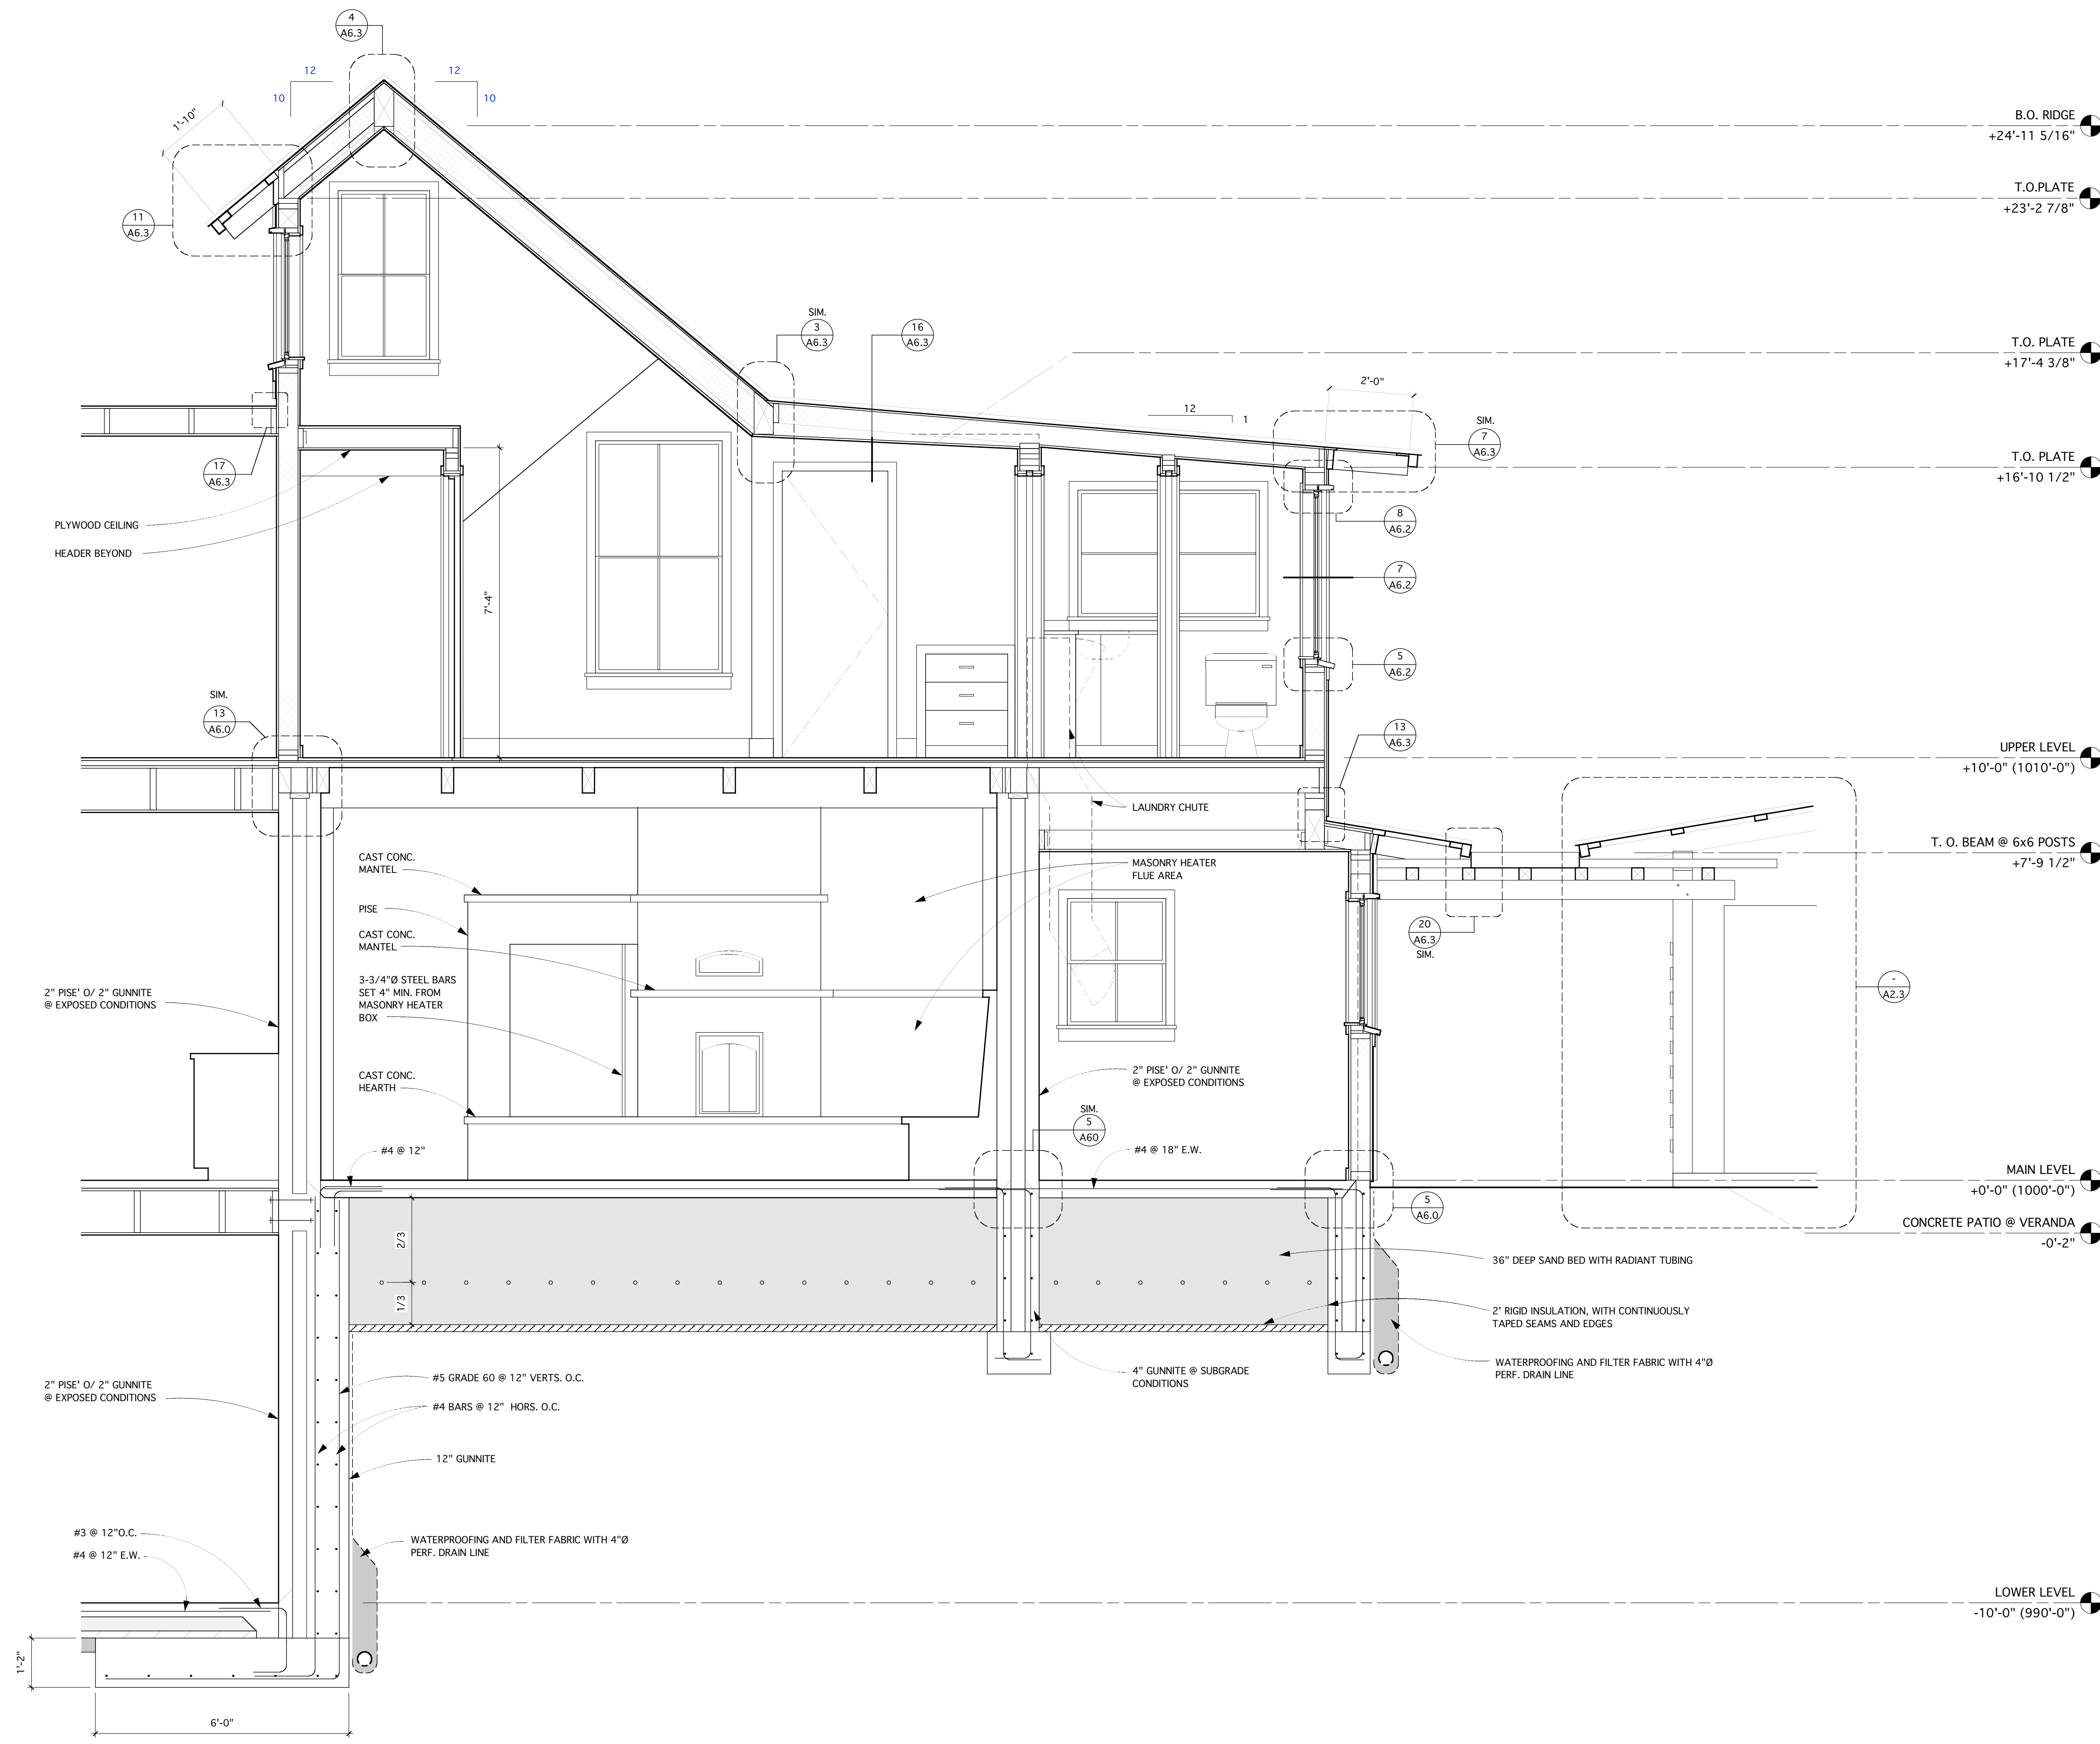 4
A6.3
12
12
10
10
1'-10"
B.O. RIDGE
+24'-11 5/16"
T.O.PLATE
+23'-2 7/8"
11
A6.3
SIM.
3
A6.3
16
A6.3
T.O. PLATE
+17'-4 3/8"
2'-0"
12
1
SIM.
7
A6.3
17
A6.3
T.O. PLATE
+16'-10 1/2"
PLYWOOD CEILING
HEADER BEYOND
8
A6.2
7
A6.2
7'-4"
5
A6.2
SIM.
13
A6.0
13
A6.3
UPPER LEVEL
+10'-0" (1010'-0")
LAUNDRY CHUTE
CAST CONC.
MANTEL
MASONRY HEATER
FLUE AREA
T. O. BEAM @ 6x6 POSTS
+7'-9 1/2"
PISE
CAST CONC.
MANTEL
20
A6.3
SIM.
3-3/4"Ø STEEL BARS
SET 4" MIN. FROM
MASONRY HEATER
BOX
2" PISE' O/ 2" GUNNITE
@ EXPOSED CONDITIONS
-
A2.3
CAST CONC.
HEARTH
2" PISE' O/ 2" GUNNITE
@ EXPOSED CONDITIONS
SIM.
5
A60
#4 @ 12"
#4 @ 18" E.W.
MAIN LEVEL
+0'-0" (1000'-0")
5
A6.0
CONCRETE PATIO @ VERANDA
-0'-2"
2/3
1/3
36" DEEP SAND BED WITH RADIANT TUBING
2' RIGID INSULATION, WITH CONTINUOUSLY
TAPED SEAMS AND EDGES
WATERPROOFING AND FILTER FABRIC WITH 4"Ø
PERF. DRAIN LINE
4" GUNNITE @ SUBGRADE
CONDITIONS
2" PISE' O/ 2" GUNNITE
@ EXPOSED CONDITIONS
#5 GRADE 60 @ 12" VERTS. O.C.
#4 BARS @ 12" HORS. O.C.
12" GUNNITE
#3 @ 12"O.C.
#4 @ 12" E.W.
WATERPROOFING AND FILTER FABRIC WITH 4"Ø
PERF. DRAIN LINE
LOWER LEVEL
-10'-0" (990'-0")
1'-2"
6'-0"